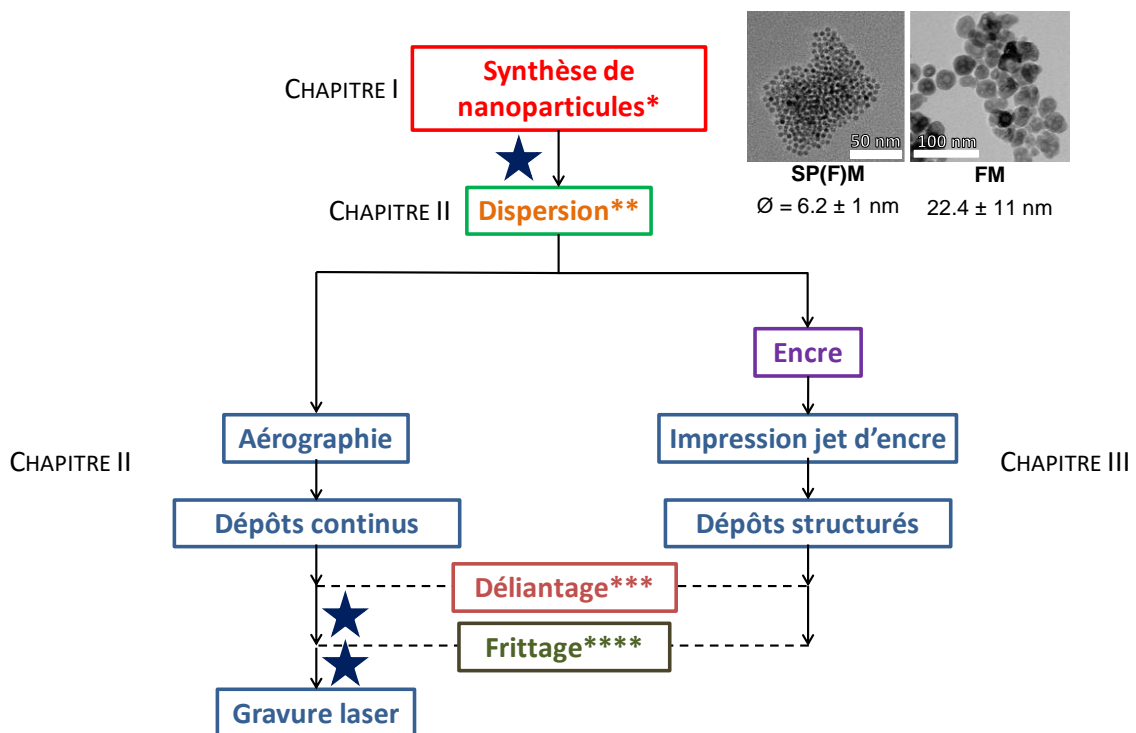 CHAPITRE I
Synthèse de
nanoparticules*
50 nm
100 nm
SP(F)M
FM
Ø = 6.2 ± 1 nm
22.4 ± 11 nm
CHAPITRE II
Dispersion**
Encre
Aérographie
Impression jet d'encre
CHAPITRE II
CHAPITRE III
Dépôts continus
Dépôts structurés
Déliantage***
Frittage****
Gravure laser